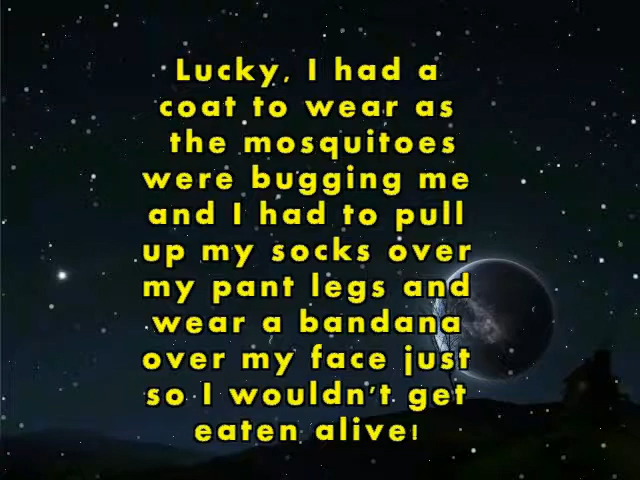 Lucky, I had a
coat to wear as
the mosquitoes
were bugging me
and I had to pull
up my socks over
my pant legs and
wear a bandana
over my face just
so I wouldn't get
eaten alive!